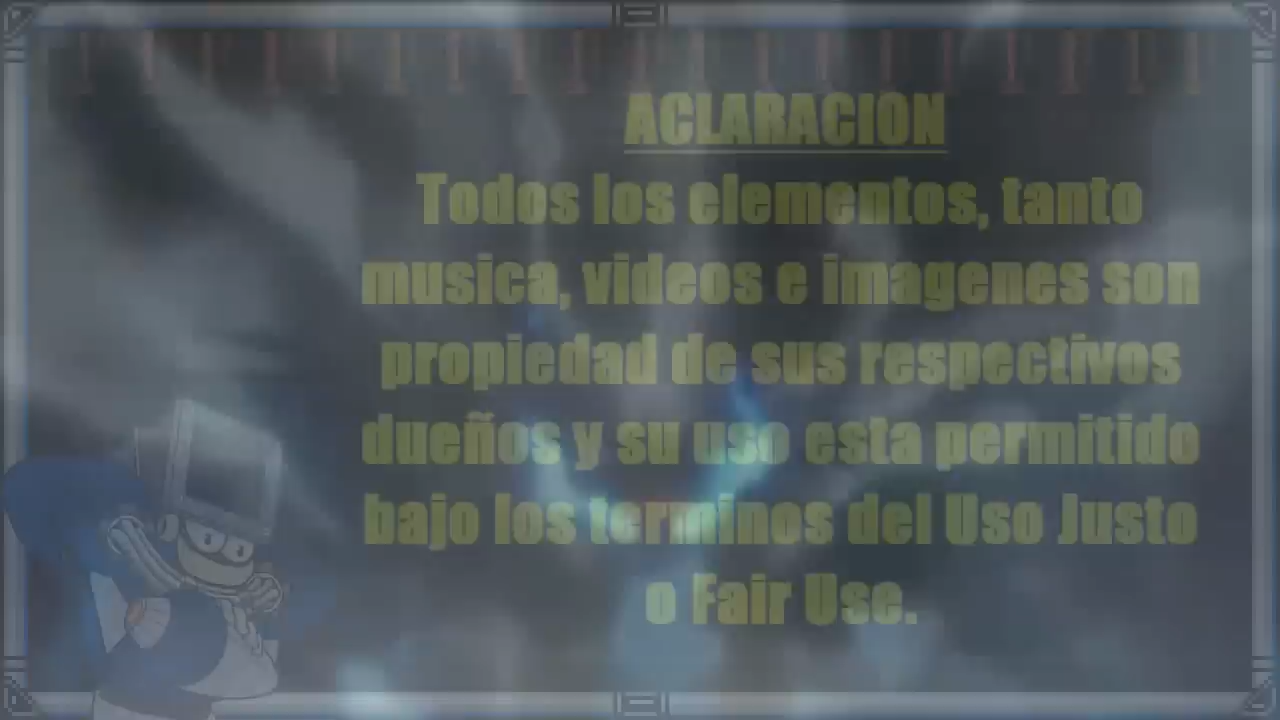 ACLARACION
Todos los elementos, tanto
musica, videos e imagenes son
propiedad de sus respectivos
dueños y su uso esta permitido
bajo los terminos del Uso Justo
o Fair Use.